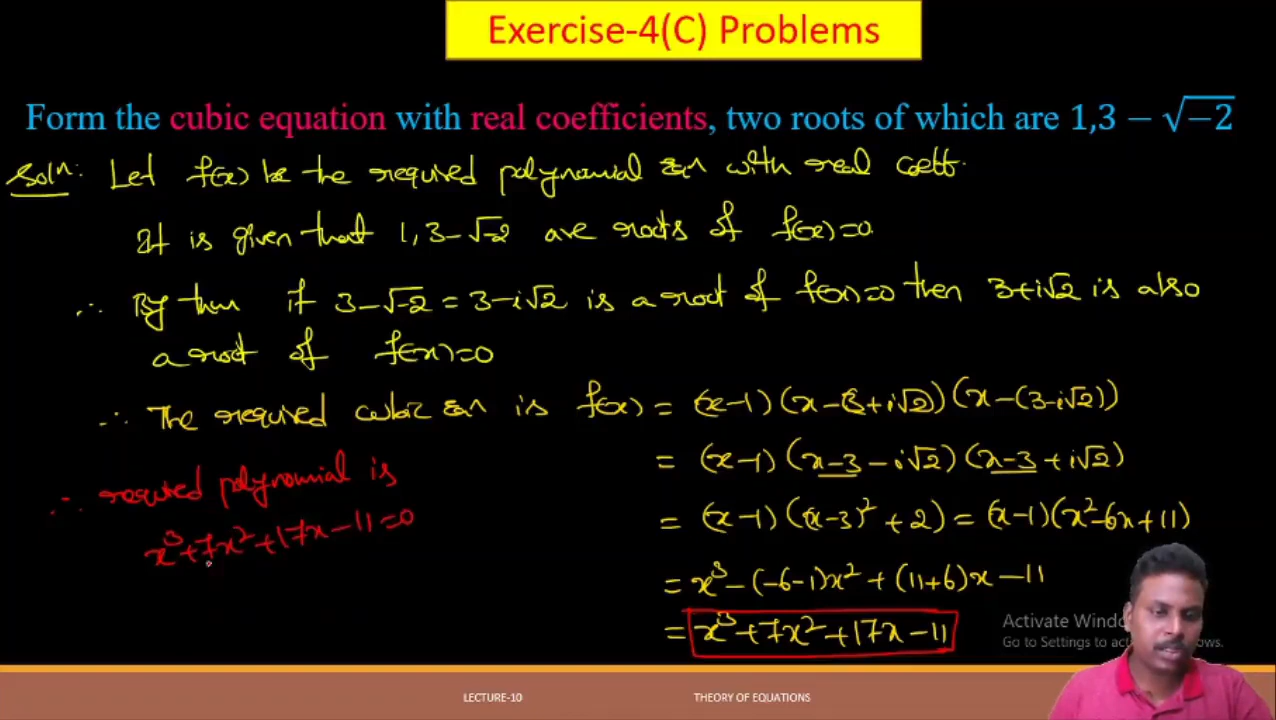 Exercise-4(C) Problems
Form the cubic equation with real coefficients, two roots of which are 1,3 − √−2
Soln: Let f(x) be the required polynomial eqn with real coeff.
It is given that 1, 3-√-2 are roots of f(x)=0
∴ By thm if 3-√-2 = 3-i√2 is a root of f(x)=0 then 3+i√2 is also
a root of f(x)=0
∴ The required cubic eqn is f(x) = (x-1)(x-(3+i√2))(x-(3-i√2))
= (x-1)(x-3-i√2)(x-3+i√2)
∴ required polynomial is
= (x-1)((x-3)²+2) = (x-1)(x²-6x+11)
x³+7x²+17x-11=0
= x³-(-6-1)x²+(11+6)x-11
= x³+7x²+17x-11
Activate Windo
Go to Settings to act ows.
LECTURE-10 THEORY OF EQUATIONS